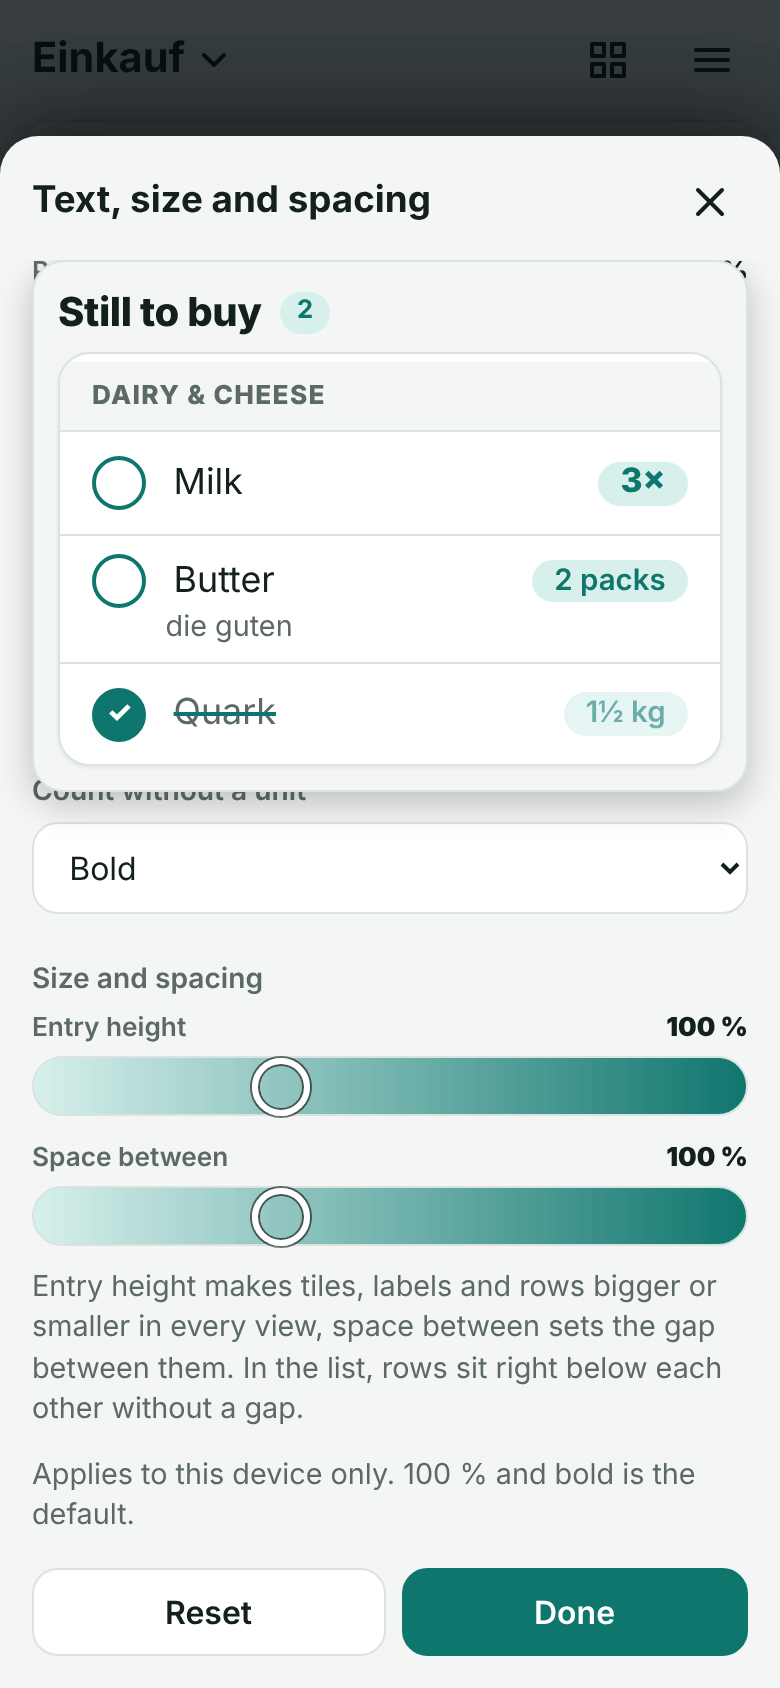 Einkauf
Text, size and spacing
Still to buy 2
DAIRY & CHEESE
Milk 3×
Butter 2 packs
die guten
Quark 1½ kg
Count without a unit
Bold
Size and spacing
Entry height 100 %
Space between 100 %
Entry height makes tiles, labels and rows bigger or
smaller in every view, space between sets the gap
between them. In the list, rows sit right below each
other without a gap.
Applies to this device only. 100 % and bold is the
default.
Reset Done